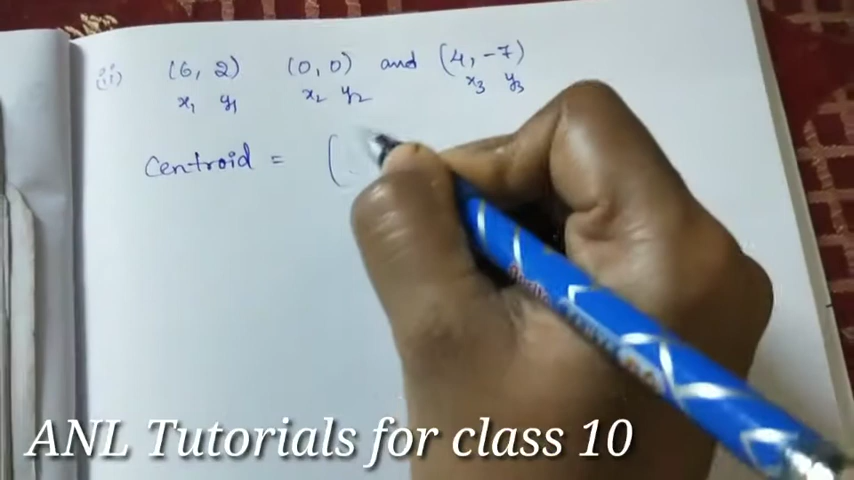 (ii) (6, 2) (0, 0) and (4, -7)
x₁ y₁ x₂ y₂ x₃ y₃
Centroid = (
ANL Tutorials for class 10